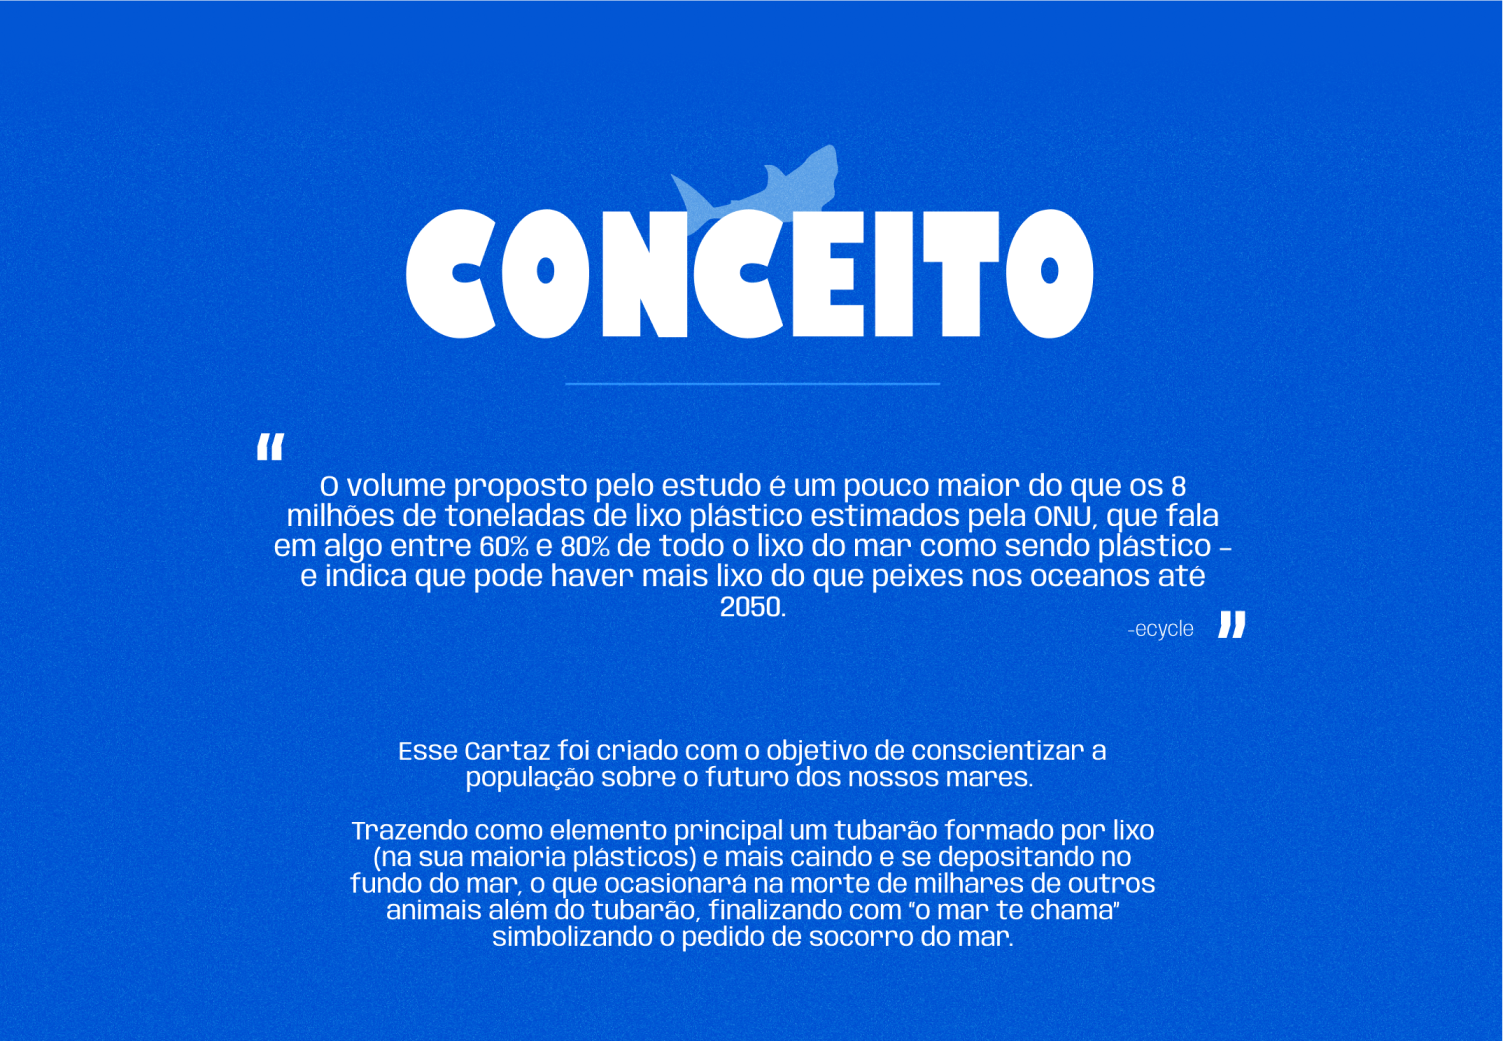 CONCEITO
“
O volume proposto pelo estudo é um pouco maior do que os 8
milhões de toneladas de lixo plástico estimados pela ONU, que fala
em algo entre 60% e 80% de todo o lixo do mar como sendo plástico –
e indica que pode haver mais lixo do que peixes nos oceanos até
2050.
-ecycle ”
Esse Cartaz foi criado com o objetivo de conscientizar a
população sobre o futuro dos nossos mares.
Trazendo como elemento principal um tubarão formado por lixo
(na sua maioria plásticos) e mais caindo e se depositando no
fundo do mar, o que ocasionará na morte de milhares de outros
animais além do tubarão, finalizando com "o mar te chama"
simbolizando o pedido de socorro do mar.